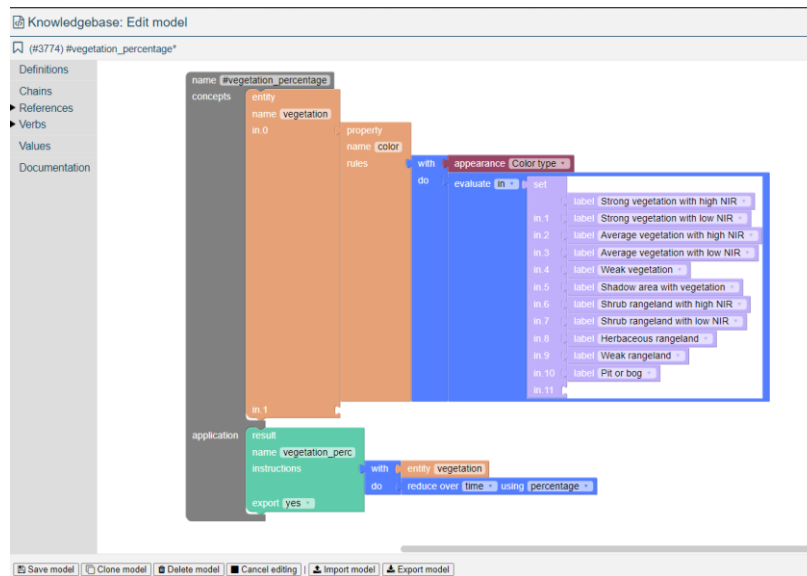 Knowledgebase: Edit model
(#3774) #vegetation_percentage*
Definitions
Chains
References
Verbs
Values
Documentation
name #vegetation_percentage
concepts entity
name vegetation
in.0 property
name color
rules with appearance Color type
do evaluate in set
label Strong vegetation with high NIR
in.1 label Strong vegetation with low NIR
in.2 label Average vegetation with high NIR
in.3 label Average vegetation with low NIR
in.4 label Weak vegetation
in.5 label Shadow area with vegetation
in.6 label Shrub rangeland with high NIR
in.7 label Shrub rangeland with low NIR
in.8 label Herbaceous rangeland
in.9 label Weak rangeland
in.10 label Pit or bog
in.11
in.1
application result
name vegetation_perc
instructions with entity vegetation
do reduce over time using percentage
export yes
Save model Clone model Delete model Cancel editing | Import model Export model